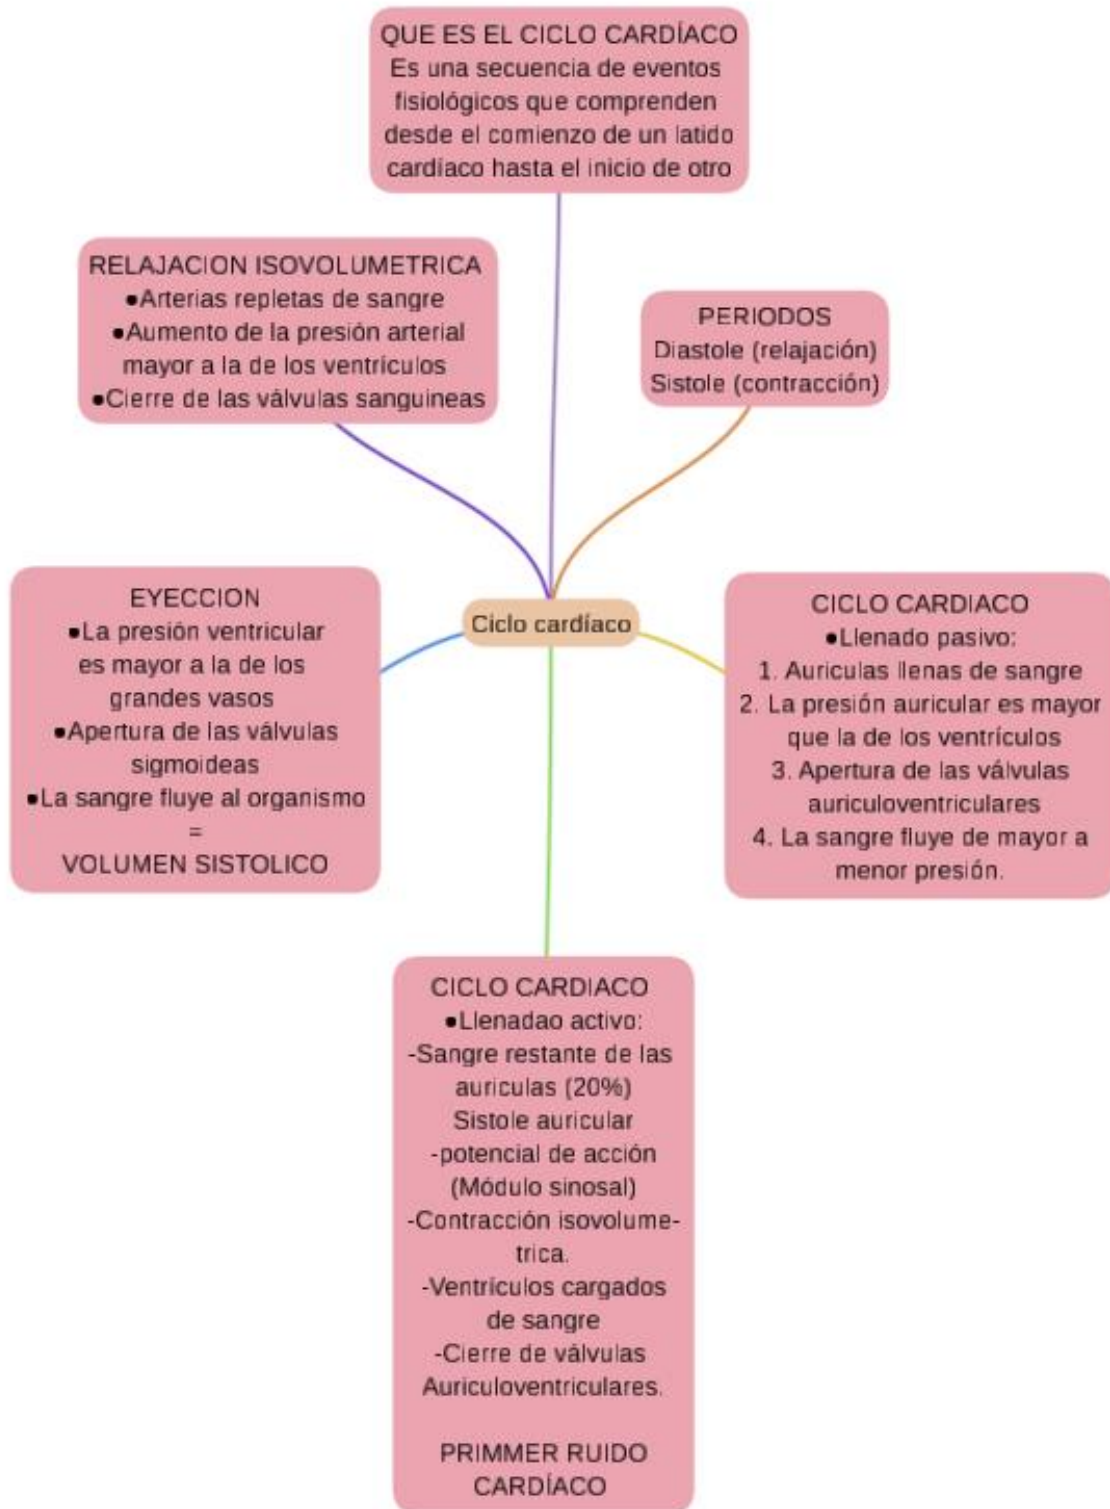 QUE ES EL CICLO CARDÍACO
Es una secuencia de eventos
fisiológicos que comprenden
desde el comienzo de un latido
cardíaco hasta el inicio de otro
RELAJACION ISOVOLUMETRICA
●Arterias repletas de sangre
●Aumento de la presión arterial
mayor a la de los ventrículos
●Cierre de las válvulas sanguineas
PERIODOS
Diastole (relajación)
Sistole (contracción)
EYECCION
●La presión ventricular
es mayor a la de los
grandes vasos
●Apertura de las válvulas
sigmoideas
●La sangre fluye al organismo
=
VOLUMEN SISTOLICO
Ciclo cardíaco
CICLO CARDIACO
●Llenado pasivo:
1. Auriculas llenas de sangre
2. La presión auricular es mayor
que la de los ventrículos
3. Apertura de las válvulas
auriculoventriculares
4. La sangre fluye de mayor a
menor presión.
CICLO CARDIACO
●Llenadao activo:
-Sangre restante de las
auriculas (20%)
Sistole auricular
-potencial de acción
(Módulo sinosal)
-Contracción isovolume-
trica.
-Ventrículos cargados
de sangre
-Cierre de válvulas
Auriculoventriculares.
PRIMMER RUIDO
CARDÍACO